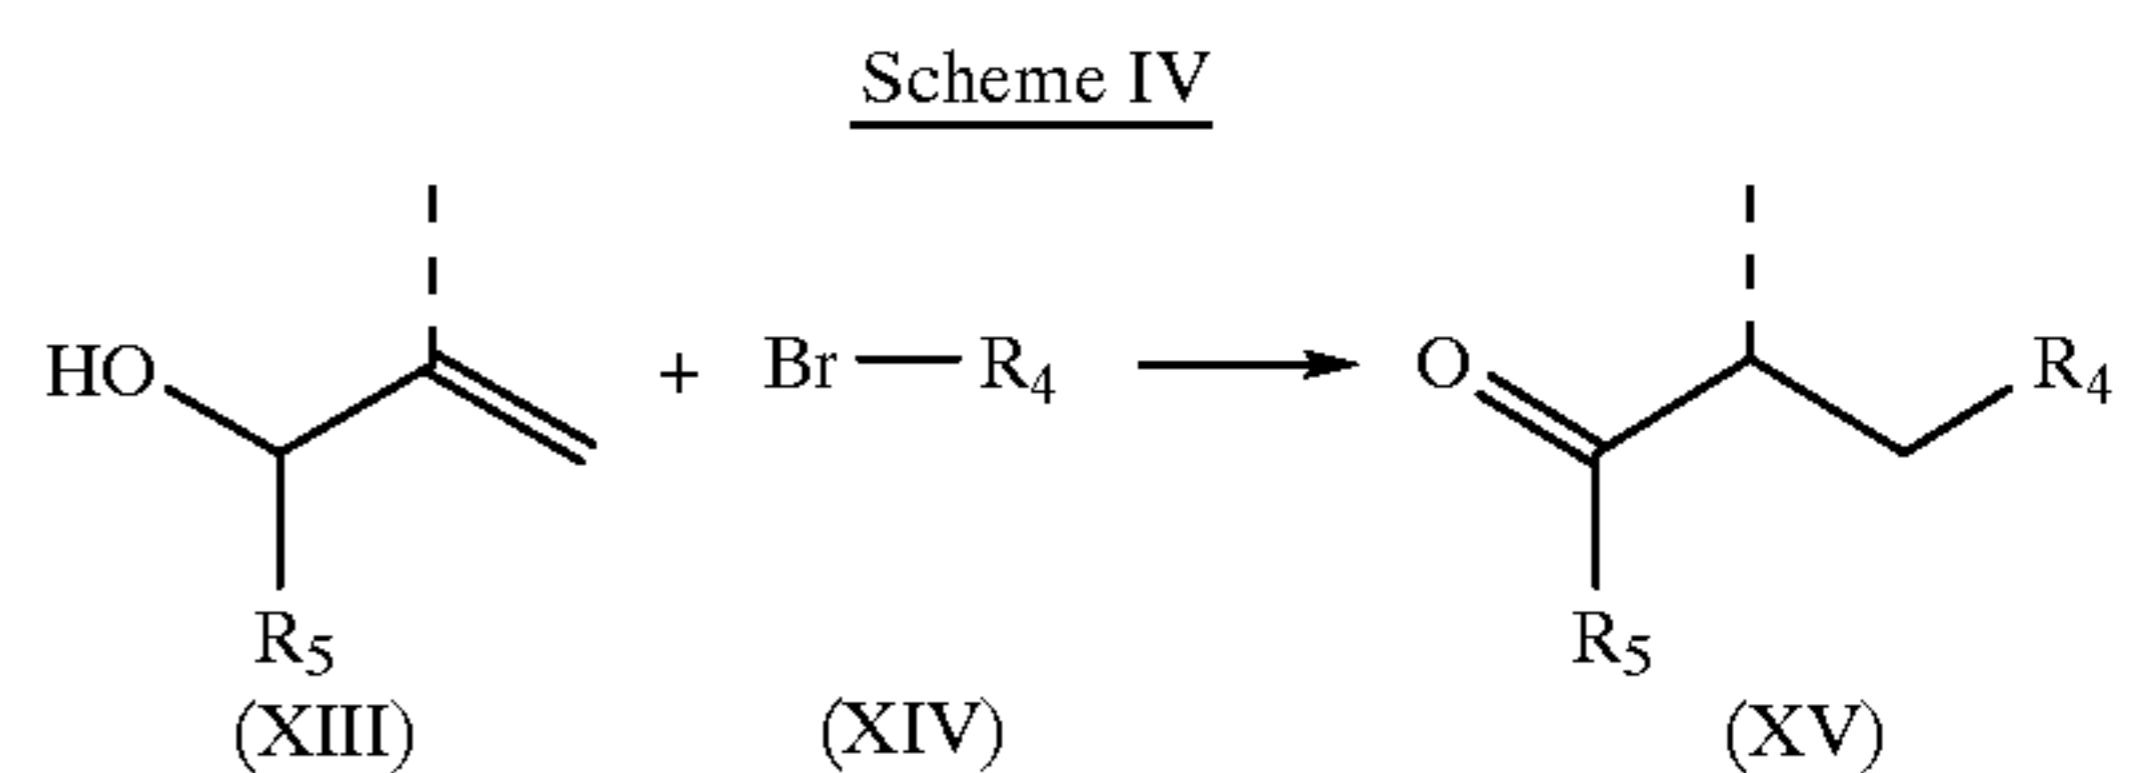 Scheme IV
HO + Br—R4 O R4
R5 R5
(XIII) (XIV) (XV)